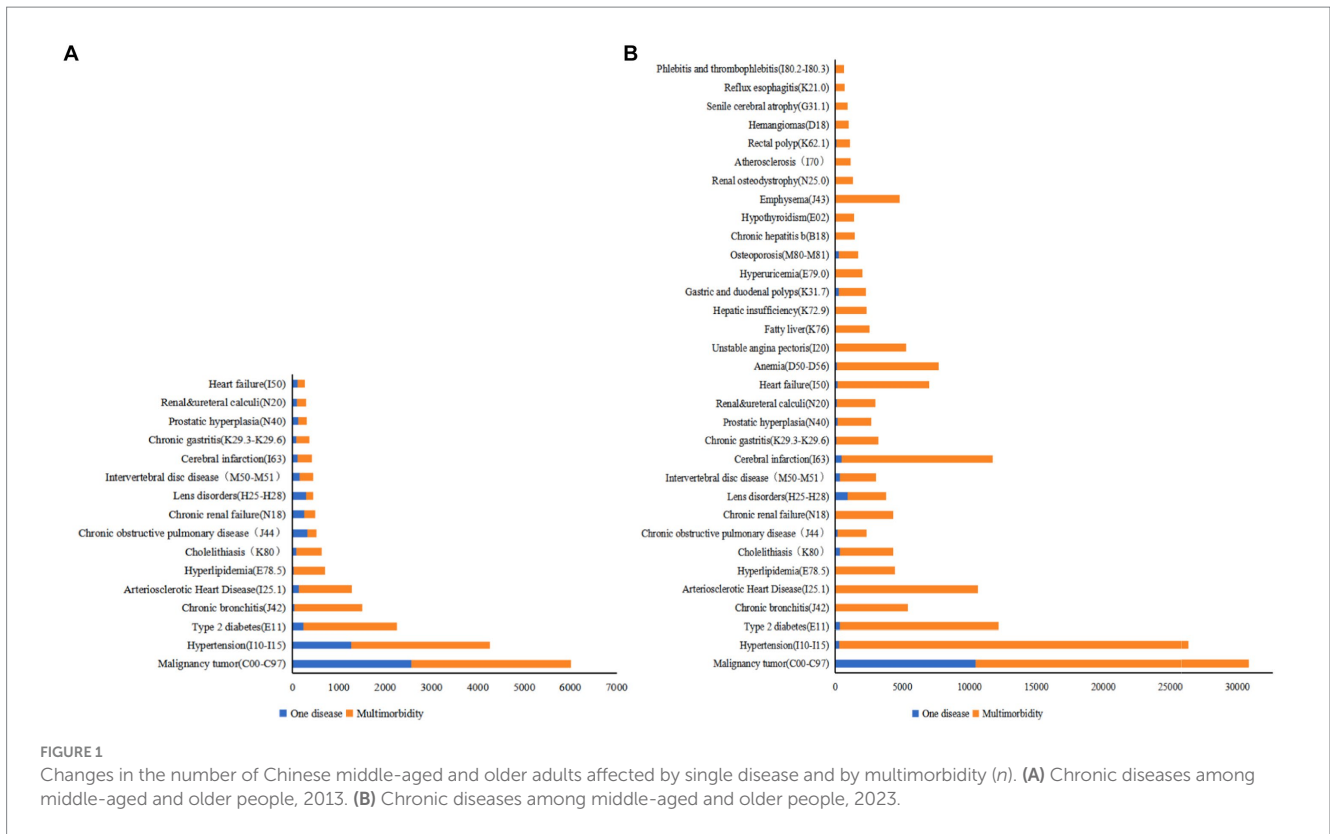 A
Heart failure(I50)
Renal&ureteral calculi(N20)
Prostatic hyperplasia(N40)
Chronic gastritis(K29.3-K29.6)
Cerebral infarction(I63)
Intervertebral disc disease（M50-M51）
Lens disorders(H25-H28)
Chronic renal failure(N18)
Chronic obstructive pulmonary disease（J44）
Cholelithiasis（K80）
Hyperlipidemia(E78.5)
Arteriosclerotic Heart Disease(I25.1)
Chronic bronchitis(J42)
Type 2 diabetes(E11)
Hypertension(I10-I15)
Malignancy tumor(C00-C97)
0 1000 2000 3000 4000 5000 6000 7000
One disease Multimorbidity
B
Phlebitis and thrombophlebitis(I80.2-I80.3)
Reflux esophagitis(K21.0)
Senile cerebral atrophy(G31.1)
Hemangiomas(D18)
Rectal polyp(K62.1)
Atherosclerosis（I70）
Renal osteodystrophy(N25.0)
Emphysema(J43)
Hypothyroidism(E02)
Chronic hepatitis b(B18)
Osteoporosis(M80-M81)
Hyperuricemia(E79.0)
Gastric and duodenal polyps(K31.7)
Hepatic insufficiency(K72.9)
Fatty liver(K76)
Unstable angina pectoris(I20)
Anemia(D50-D56)
Heart failure(I50)
Renal&ureteral calculi(N20)
Prostatic hyperplasia(N40)
Chronic gastritis(K29.3-K29.6)
Cerebral infarction(I63)
Intervertebral disc disease（M50-M51）
Lens disorders(H25-H28)
Chronic renal failure(N18)
Chronic obstructive pulmonary disease（J44）
Cholelithiasis（K80）
Hyperlipidemia(E78.5)
Arteriosclerotic Heart Disease(I25.1)
Chronic bronchitis(J42)
Type 2 diabetes(E11)
Hypertension(I10-I15)
Malignancy tumor(C00-C97)
0 5000 10000 15000 20000 25000 30000
One disease Multimorbidity
FIGURE 1
Changes in the number of Chinese middle-aged and older adults affected by single disease and by multimorbidity (n). (A) Chronic diseases among
middle-aged and older people, 2013. (B) Chronic diseases among middle-aged and older people, 2023.